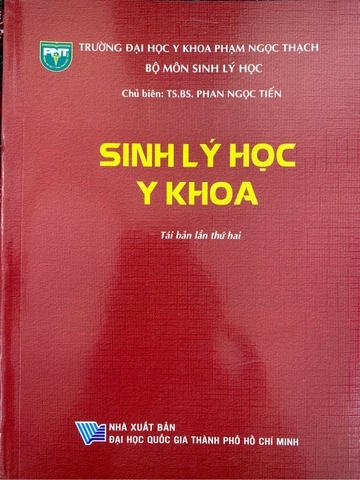 PNT
TRƯỜNG ĐẠI HỌC Y KHOA PHẠM NGỌC THẠCH
BỘ MÔN SINH LÝ HỌC
Chủ biên: TS.BS. PHAN NGỌC TIẾN
SINH LÝ HỌC
Y KHOA
Tái bản lần thứ hai
NHÀ XUẤT BẢN
ĐẠI HỌC QUỐC GIA THÀNH PHỐ HỒ CHÍ MINH